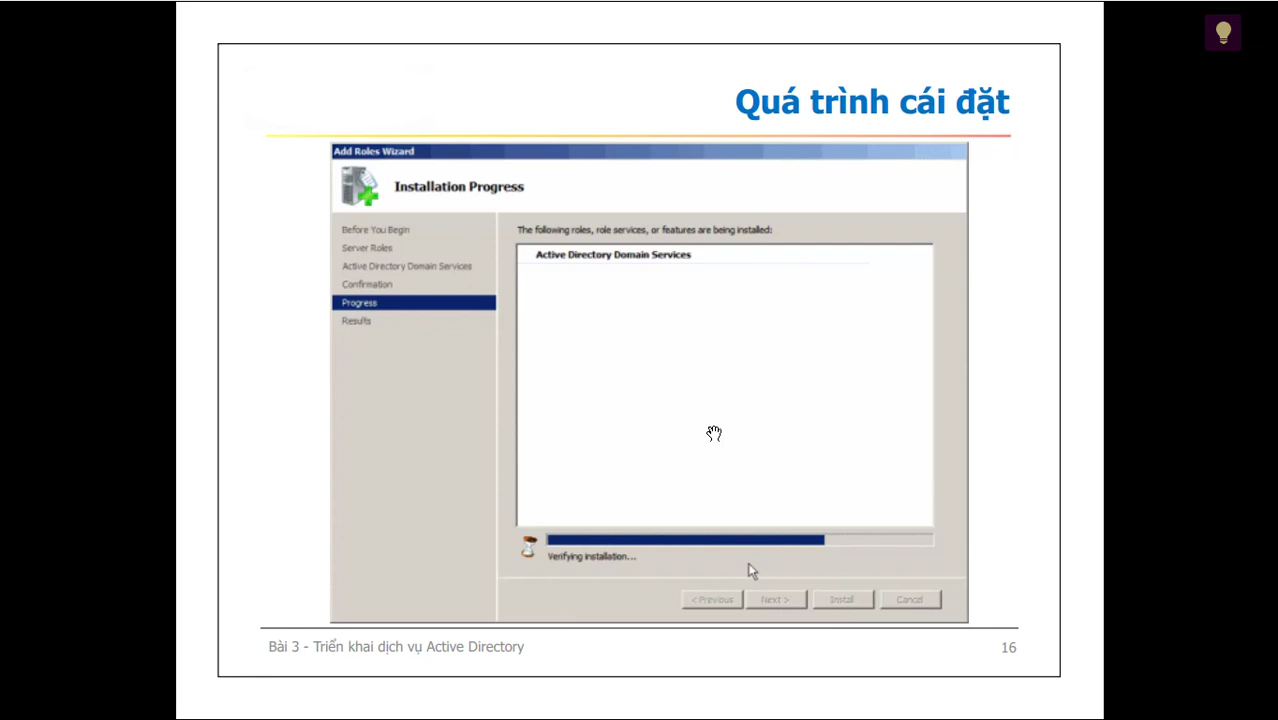 Quá trình cái đặt
Add Roles Wizard
Installation Progress
Before You Begin
Server Roles
Active Directory Domain Services
Confirmation
Progress
Results
The following roles, role services, or features are being installed:
Active Directory Domain Services
Verifying installation...
< Previous
Next >
Install
Cancel
Bài 3 - Triển khai dịch vụ Active Directory
16